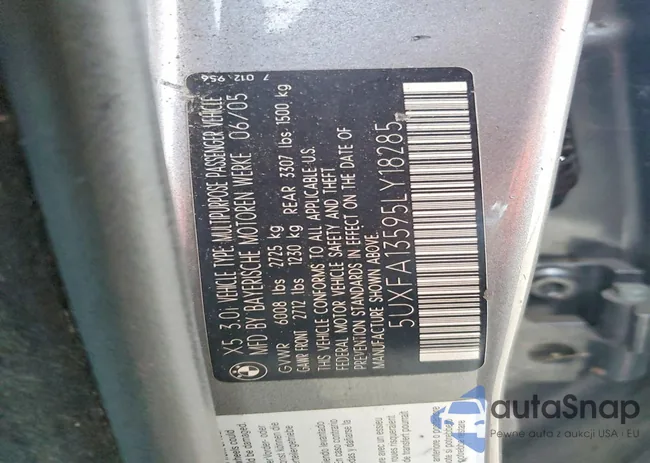 X5 3.0i VEHICLE TYPE: MULTIPURPOSE PASSENGER VEHICLE
MFD BY BAYERISCHE MOTOREN WERKE 06/05
GVWR 6008 lbs 2725 kg
GAWR FRONT 2712 lbs 1230 kg REAR 3307 lbs 1500 kg
THIS VEHICLE CONFORMS TO ALL APPLICABLE U.S.
FEDERAL MOTOR VEHICLE SAFETY AND THEFT
PREVENTION STANDARDS IN EFFECT ON THE DATE OF
MANUFACTURE SHOWN ABOVE.
5UXFA13595LY18285
7 012 956
be damaged.
autaSnap
Pewne auta z aukcji USA · EU